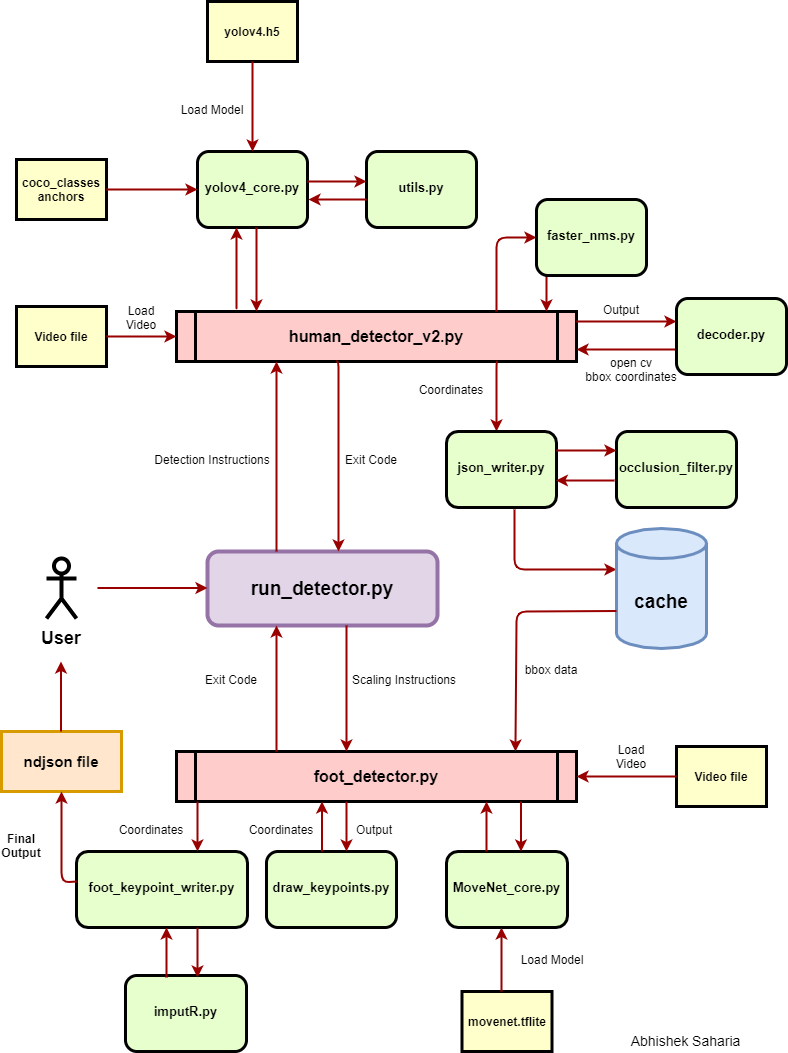 yolov4.h5
Load Model
coco_classes
anchors
yolov4_core.py
utils.py
faster_nms.py
Video file
Load
Video
human_detector_v2.py
Output
decoder.py
open cv
bbox coordinates
Coordinates
Detection Instructions
Exit Code
json_writer.py
occlusion_filter.py
run_detector.py
cache
User
Exit Code
Scaling Instructions
bbox data
ndjson file
foot_detector.py
Load
Video
Video file
Final
Output
Coordinates
Coordinates
Output
foot_keypoint_writer.py
draw_keypoints.py
MoveNet_core.py
Load Model
imputR.py
movenet.tflite
Abhishek Saharia